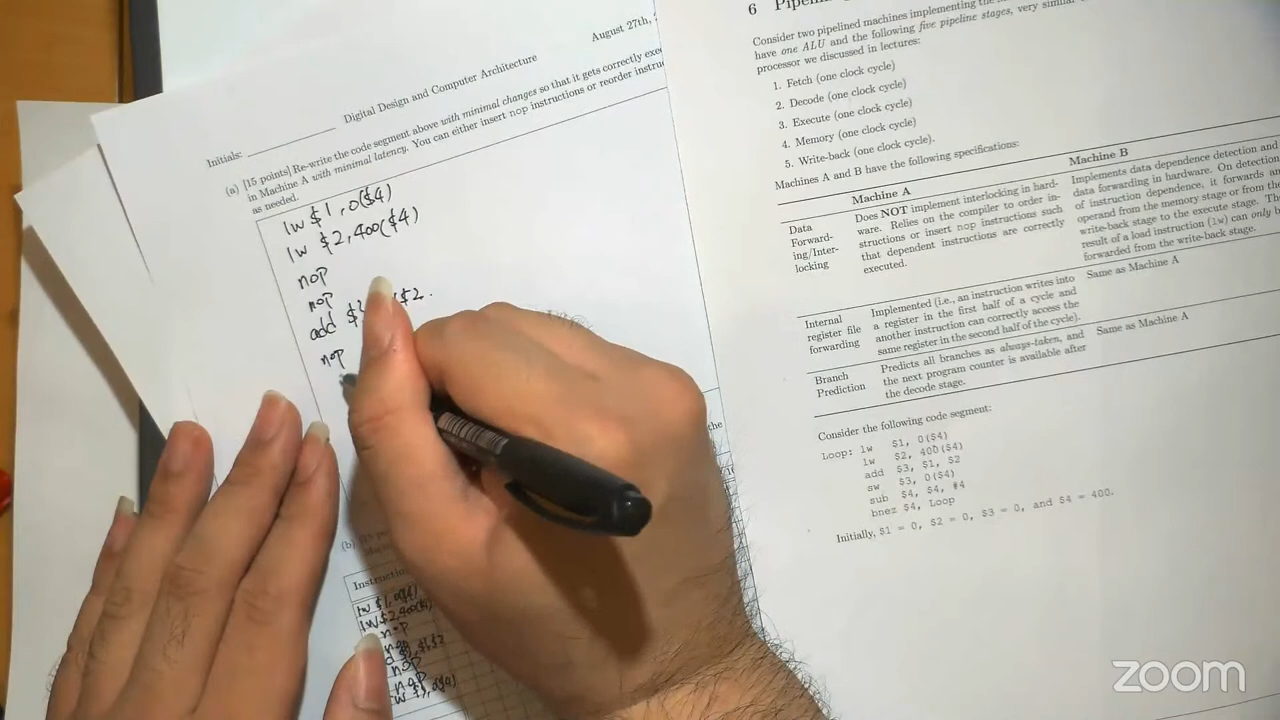 August 27th,
Digital Design and Computer Architecture
Initials:
(a) [15 points] Re-write the code segment above with minimal changes so that it gets correctly
in Machine A with minimal latency. You can either insert nop instructions or reorder
as needed.
lw $1, 0($4)
lw $2, 400($4)
nop
nop
add $2
nop
the
(b)
lw $1, 0($4)
lw $2, 400($4)
nop
nop
nop
nop
6
Consider two pipelined machines implementing the
have one ALU and the following five pipeline stages, very
processor we discussed in lectures:
1. Fetch (one clock cycle)
2. Decode (one clock cycle)
3. Execute (one clock cycle)
4. Memory (one clock cycle)
5. Write-back (one clock cycle).
Machines A and B have the following specifications:
Machine A
Machine B
Data
Forward-
ing/Inter-
locking
Does NOT implement interlocking in hard-
ware. Relies on the compiler to order in-
structions or insert nop instructions such
that dependent instructions are correctly
executed.
Implements data dependence detection and
data forwarding in hardware. On detection
of instruction dependence, it forwards an
operand from the memory stage or from the
write-back stage to the execute stage. The
result of a load instruction (lw) can only
forwarded from the write-back stage.
Internal
register file
forwarding
Implemented (i.e., an instruction writes into
a register in the first half of a cycle and
another instruction can correctly access the
same register in the second half of the cycle).
Same as Machine A
Branch
Prediction
Predicts all branches as always-taken, and
the next program counter is available after
the decode stage.
Same as Machine A
Consider the following code segment:
Loop: lw $1, 0($4)
lw $2, 400($4)
add $3, $1, $2
sw $3, 0($4)
sub $4, $4, #4
bnez $4, Loop
Initially, $1 = 0, $2 = 0, $3 = 0, and $4 = 400.
zoom